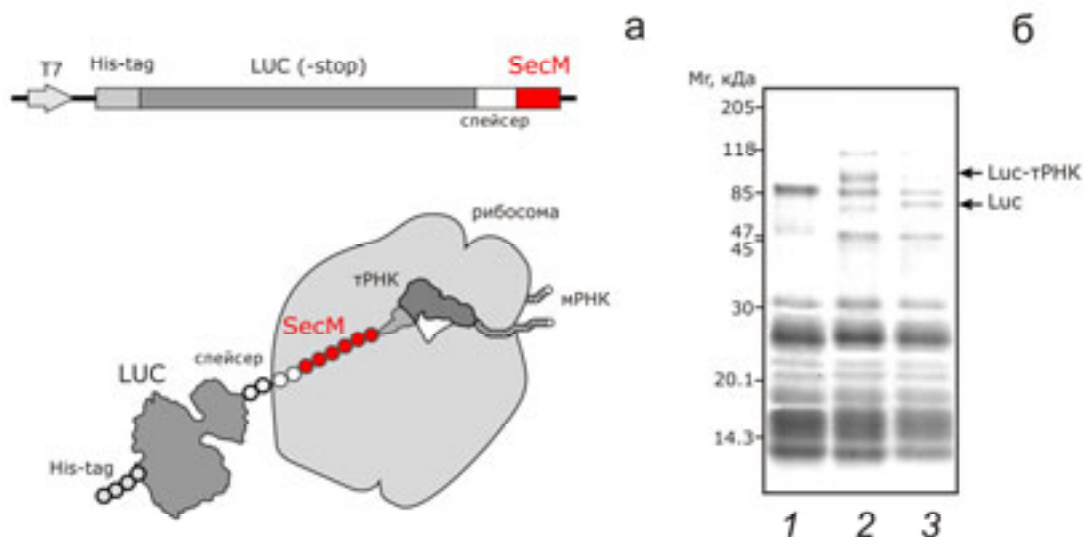 а
T7
His-tag
LUC (-stop)
SecM
спейсер
рибосома
тРНК
мРНК
SecM
спейсер
LUC
His-tag
б
Mr, кДа
205
118
85
47
45
30
20.1
14.3
Luc-тРНК
Luc
1 2 3